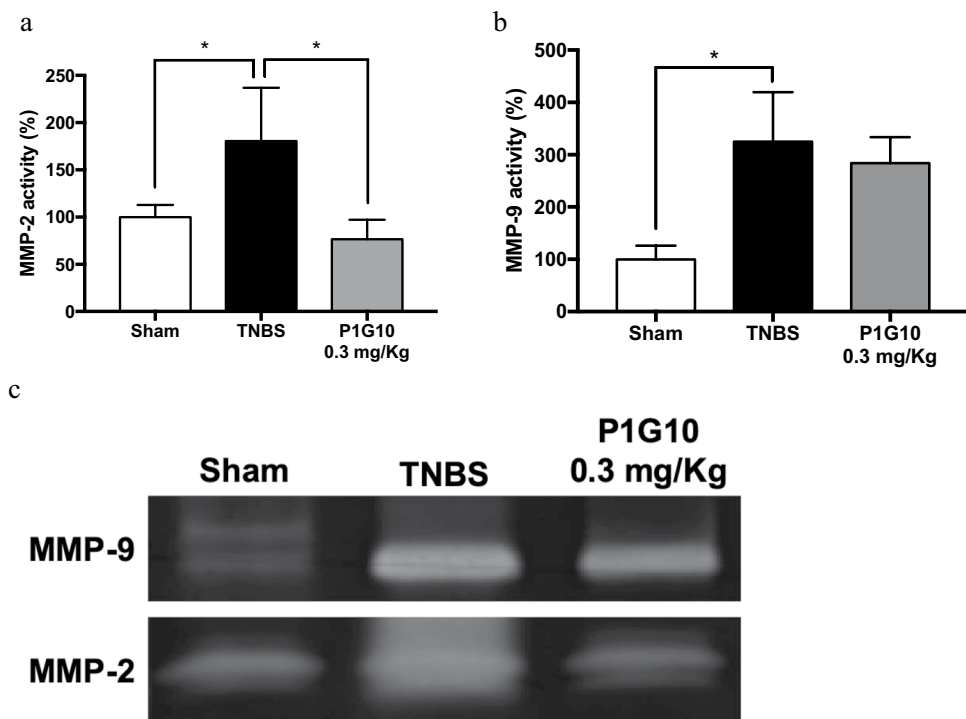 a
* *
MMP-2 activity (%)
250
200
150
100
50
0
Sham TNBS P1G10
0.3 mg/Kg
b
*
MMP-9 activity (%)
500
400
300
200
100
0
Sham TNBS P1G10
0.3 mg/Kg
c
Sham TNBS P1G10
0.3 mg/Kg
MMP-9
MMP-2